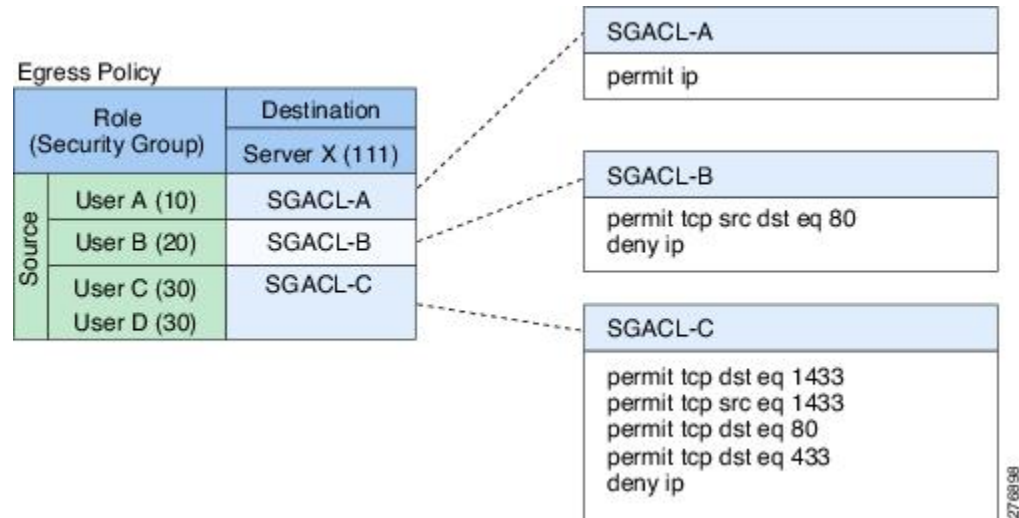 Egress Policy
Role
(Security Group)
Destination
Server X (111)
Source
User A (10)
SGACL-A
User B (20)
SGACL-B
User C (30)
SGACL-C
User D (30)
SGACL-A
permit ip
SGACL-B
permit tcp src dst eq 80
deny ip
SGACL-C
permit tcp dst eq 1433
permit tcp src eq 1433
permit tcp dst eq 80
permit tcp dst eq 433
deny ip
276898